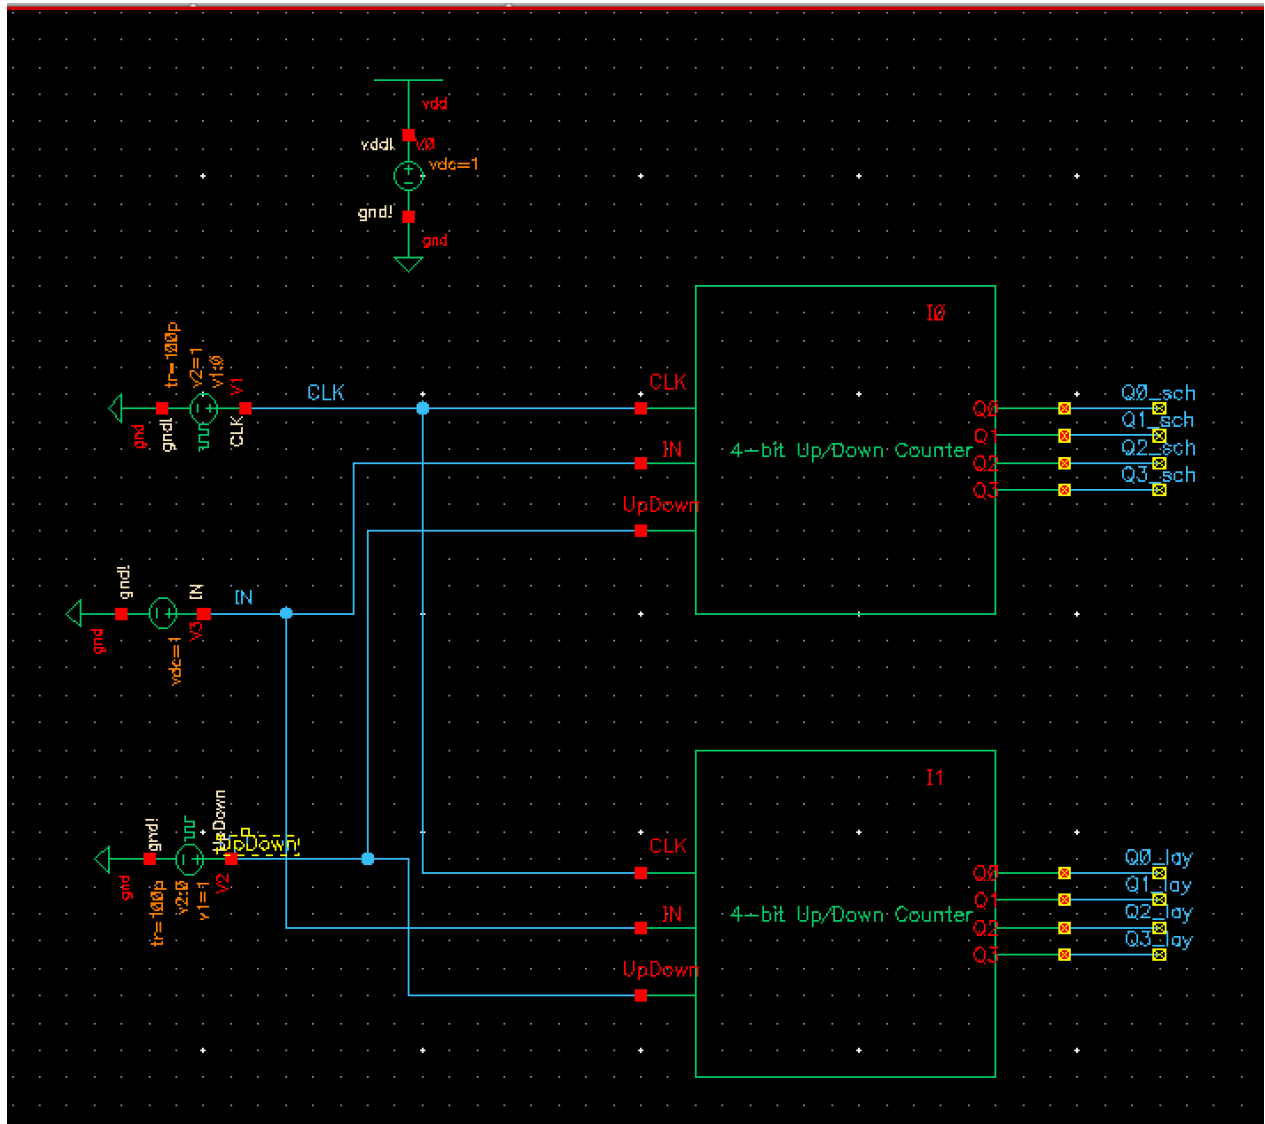 vdd
vdd!
V0
vdc=1
gnd!
gnd
I0
tr=100p
v2=1
v1:0
V1
CLK
gnd
gnd!
CLK
CLK
IN
UpDown
4-bit Up/Down Counter
Q0
Q1
Q2
Q3
Q0_sch
Q1_sch
Q2_sch
Q3_sch
gnd!
IN
IN
gnd
V3
vdc=1
I1
gnd!
UpDown
UpDown
gnd
tr=100p
v2:0
v1=1
V2
CLK
IN
UpDown
4-bit Up/Down Counter
Q0
Q1
Q2
Q3
Q0_lay
Q1_lay
Q2_lay
Q3_lay